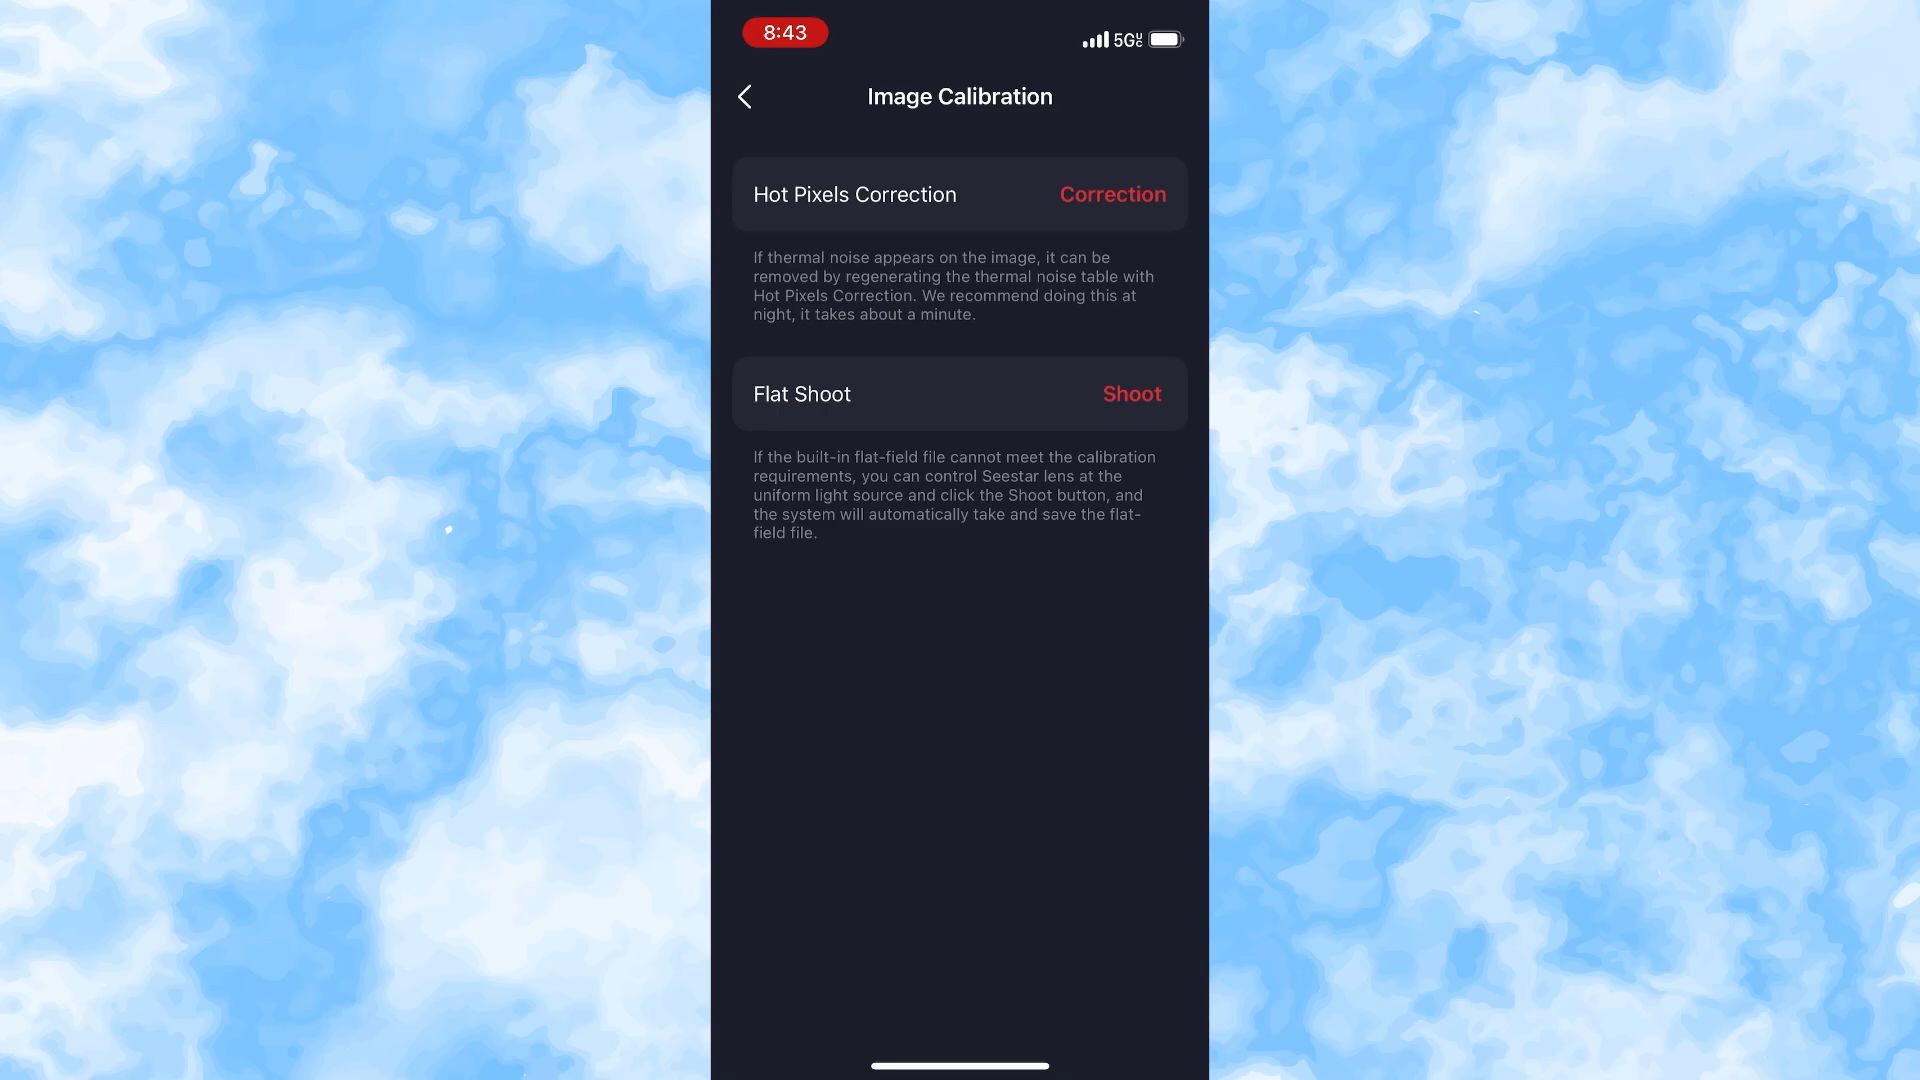 8:43
5G UC
Image Calibration
Hot Pixels Correction Correction
If thermal noise appears on the image, it can be
removed by regenerating the thermal noise table with
Hot Pixels Correction. We recommend doing this at
night, it takes about a minute.
Flat Shoot Shoot
If the built-in flat-field file cannot meet the calibration
requirements, you can control Seestar lens at the
uniform light source and click the Shoot button, and
the system will automatically take and save the flat-
field file.